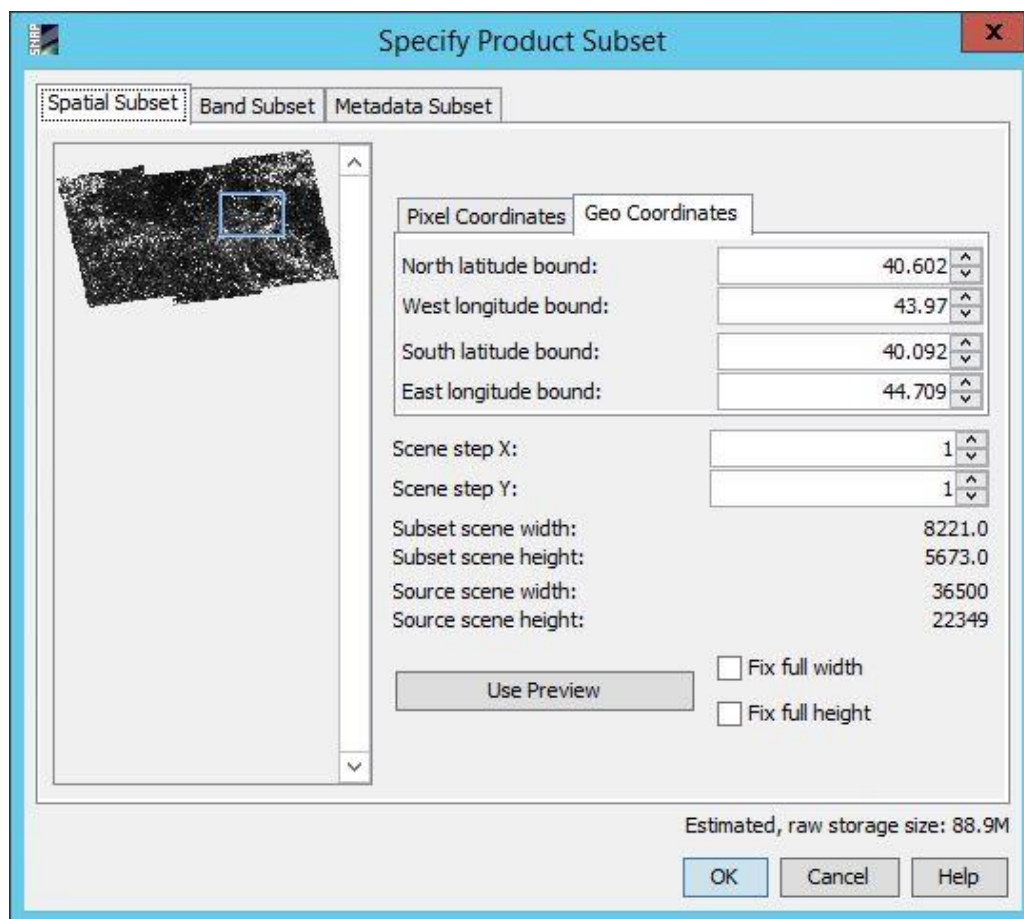 SNAP
Specify Product Subset
x
Spatial Subset Band Subset Metadata Subset
Pixel Coordinates Geo Coordinates
North latitude bound: 40.602
West longitude bound: 43.97
South latitude bound: 40.092
East longitude bound: 44.709
Scene step X: 1
Scene step Y: 1
Subset scene width: 8221.0
Subset scene height: 5673.0
Source scene width: 36500
Source scene height: 22349
Use Preview
Fix full width
Fix full height
Estimated, raw storage size: 88.9M
OK Cancel Help